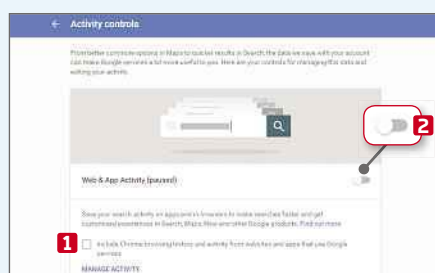 ← Activity controls
From better commute options in Maps to quicker results in Search, the data we save with your account
can make Google services a lot more useful to you. Here are your controls for managing this data and
editing your activity.
2
Web & App Activity (paused)
Save your search activity on apps and in browsers to make searches faster and get
customised experiences in Search, Maps, Now and other Google products. Find out more
1
Include Chrome browsing history and activity from websites and apps that use Google
services
MANAGE ACTIVITY